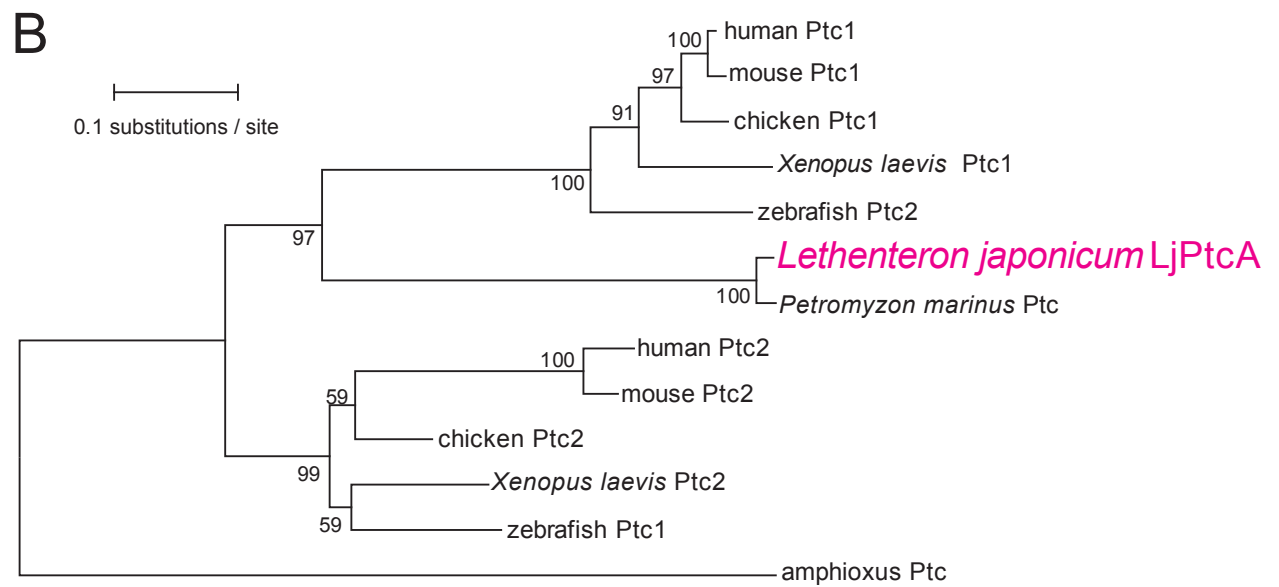 B
0.1 substitutions / site
100
human Ptc1
mouse Ptc1
97
chicken Ptc1
91
Xenopus laevis Ptc1
100
zebrafish Ptc2
97
Lethenteron japonicum LjPtcA
100
Petromyzon marinus Ptc
human Ptc2
100
mouse Ptc2
59
chicken Ptc2
99
Xenopus laevis Ptc2
59
zebrafish Ptc1
amphioxus Ptc